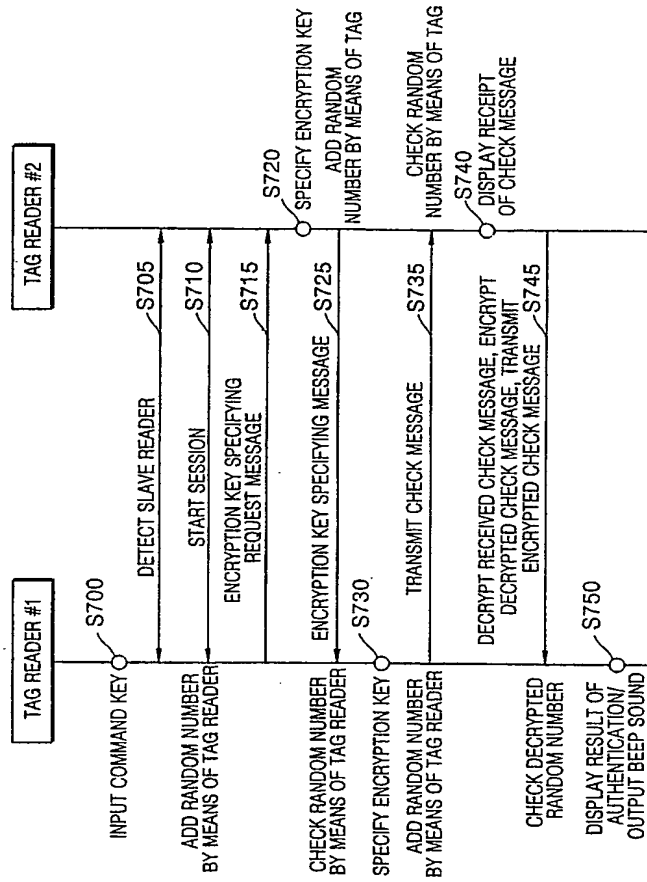 TAG READER #1
TAG READER #2
INPUT COMMAND KEY
S700
DETECT SLAVE READER
S705
ADD RANDOM NUMBER
BY MEANS OF TAG READER
START SESSION
S710
ENCRYPTION KEY SPECIFYING
REQUEST MESSAGE
S715
S720
SPECIFY ENCRYPTION KEY
ADD RANDOM
NUMBER BY MEANS OF TAG
CHECK RANDOM NUMBER
BY MEANS OF TAG READER
ENCRYPTION KEY SPECIFYING MESSAGE
S725
S730
SPECIFY ENCRYPTION KEY
ADD RANDOM NUMBER
BY MEANS OF TAG READER
TRANSMIT CHECK MESSAGE
S735
CHECK RANDOM
NUMBER BY MEANS OF TAG
S740
DISPLAY RECEIPT
OF CHECK MESSAGE
DECRYPT RECEIVED CHECK MESSAGE, ENCRYPT
DECRYPTED CHECK MESSAGE, TRANSMIT
ENCRYPTED CHECK MESSAGE
S745
CHECK DECRYPTED
RANDOM NUMBER
S750
DISPLAY RESULT OF
AUTHENTICATION/
OUTPUT BEEP SOUND